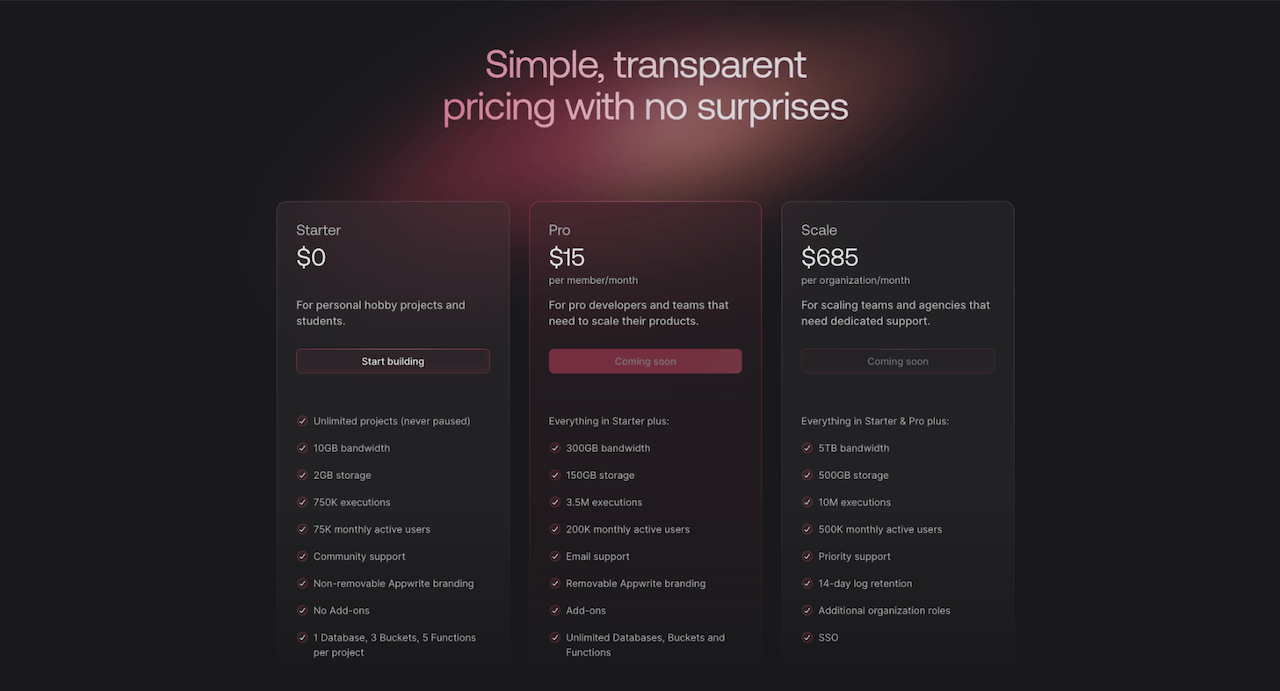 Simple, transparent
pricing with no surprises
Starter
$0
For personal hobby projects and
students.
Start building
Unlimited projects (never paused)
10GB bandwidth
2GB storage
750K executions
75K monthly active users
Community support
Non-removable Appwrite branding
No Add-ons
1 Database, 3 Buckets, 5 Functions
per project
Pro
$15
per member/month
For pro developers and teams that
need to scale their products.
Coming soon
Everything in Starter plus:
300GB bandwidth
150GB storage
3.5M executions
200K monthly active users
Email support
Removable Appwrite branding
Add-ons
Unlimited Databases, Buckets and
Functions
Scale
$685
per organization/month
For scaling teams and agencies that
need dedicated support.
Coming soon
Everything in Starter & Pro plus:
5TB bandwidth
500GB storage
10M executions
500K monthly active users
Priority support
14-day log retention
Additional organization roles
SSO